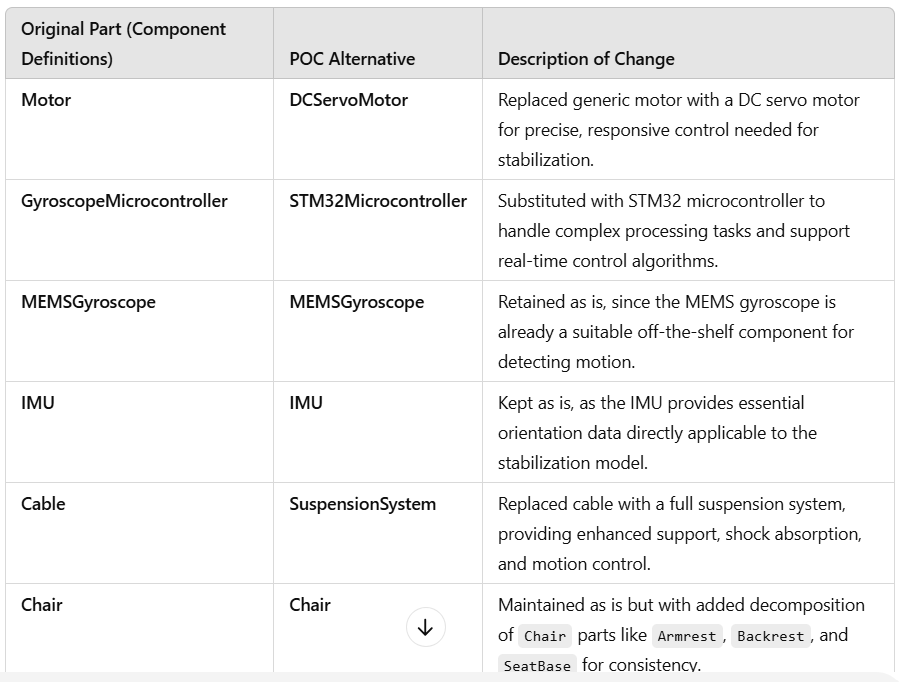 Original Part (Component
Definitions)
POC Alternative
Description of Change
Motor
DCServoMotor
Replaced generic motor with a DC servo motor
for precise, responsive control needed for
stabilization.
GyroscopeMicrocontroller
STM32Microcontroller
Substituted with STM32 microcontroller to
handle complex processing tasks and support
real-time control algorithms.
MEMSGyroscope
MEMSGyroscope
Retained as is, since the MEMS gyroscope is
already a suitable off-the-shelf component for
detecting motion.
IMU
IMU
Kept as is, as the IMU provides essential
orientation data directly applicable to the
stabilization model.
Cable
SuspensionSystem
Replaced cable with a full suspension system,
providing enhanced support, shock absorption,
and motion control.
Chair
Chair
Maintained as is but with added decomposition
of Chair parts like Armrest, Backrest, and
SeatBase for consistency.